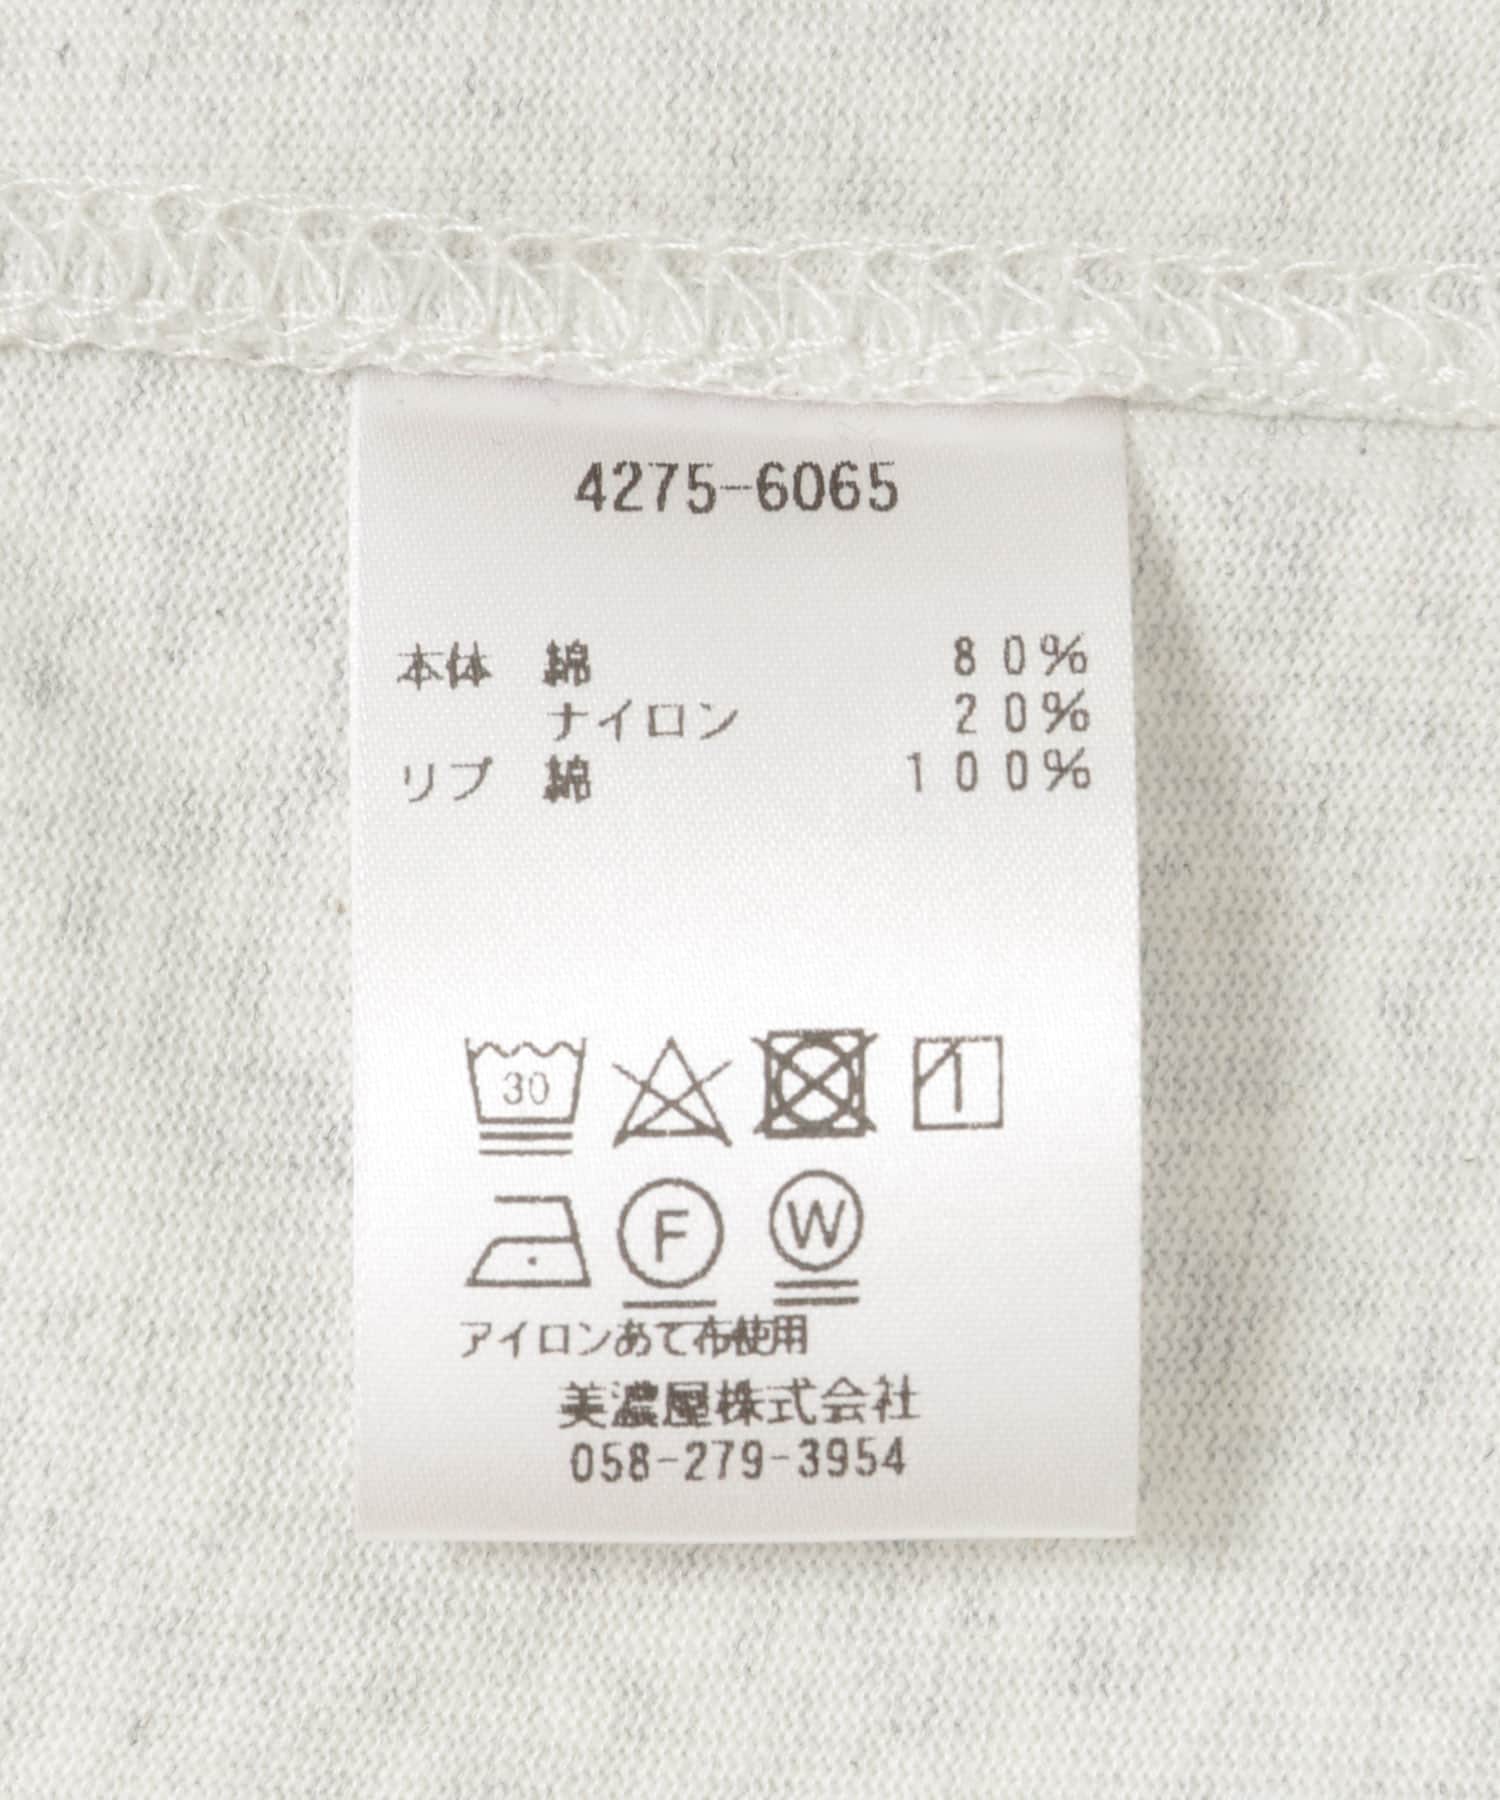 4275-6065
本体 綿 80%
ナイロン 20%
リブ 綿 100%
30
F W
アイロンあて布使用
美濃屋株式会社
058-279-3954